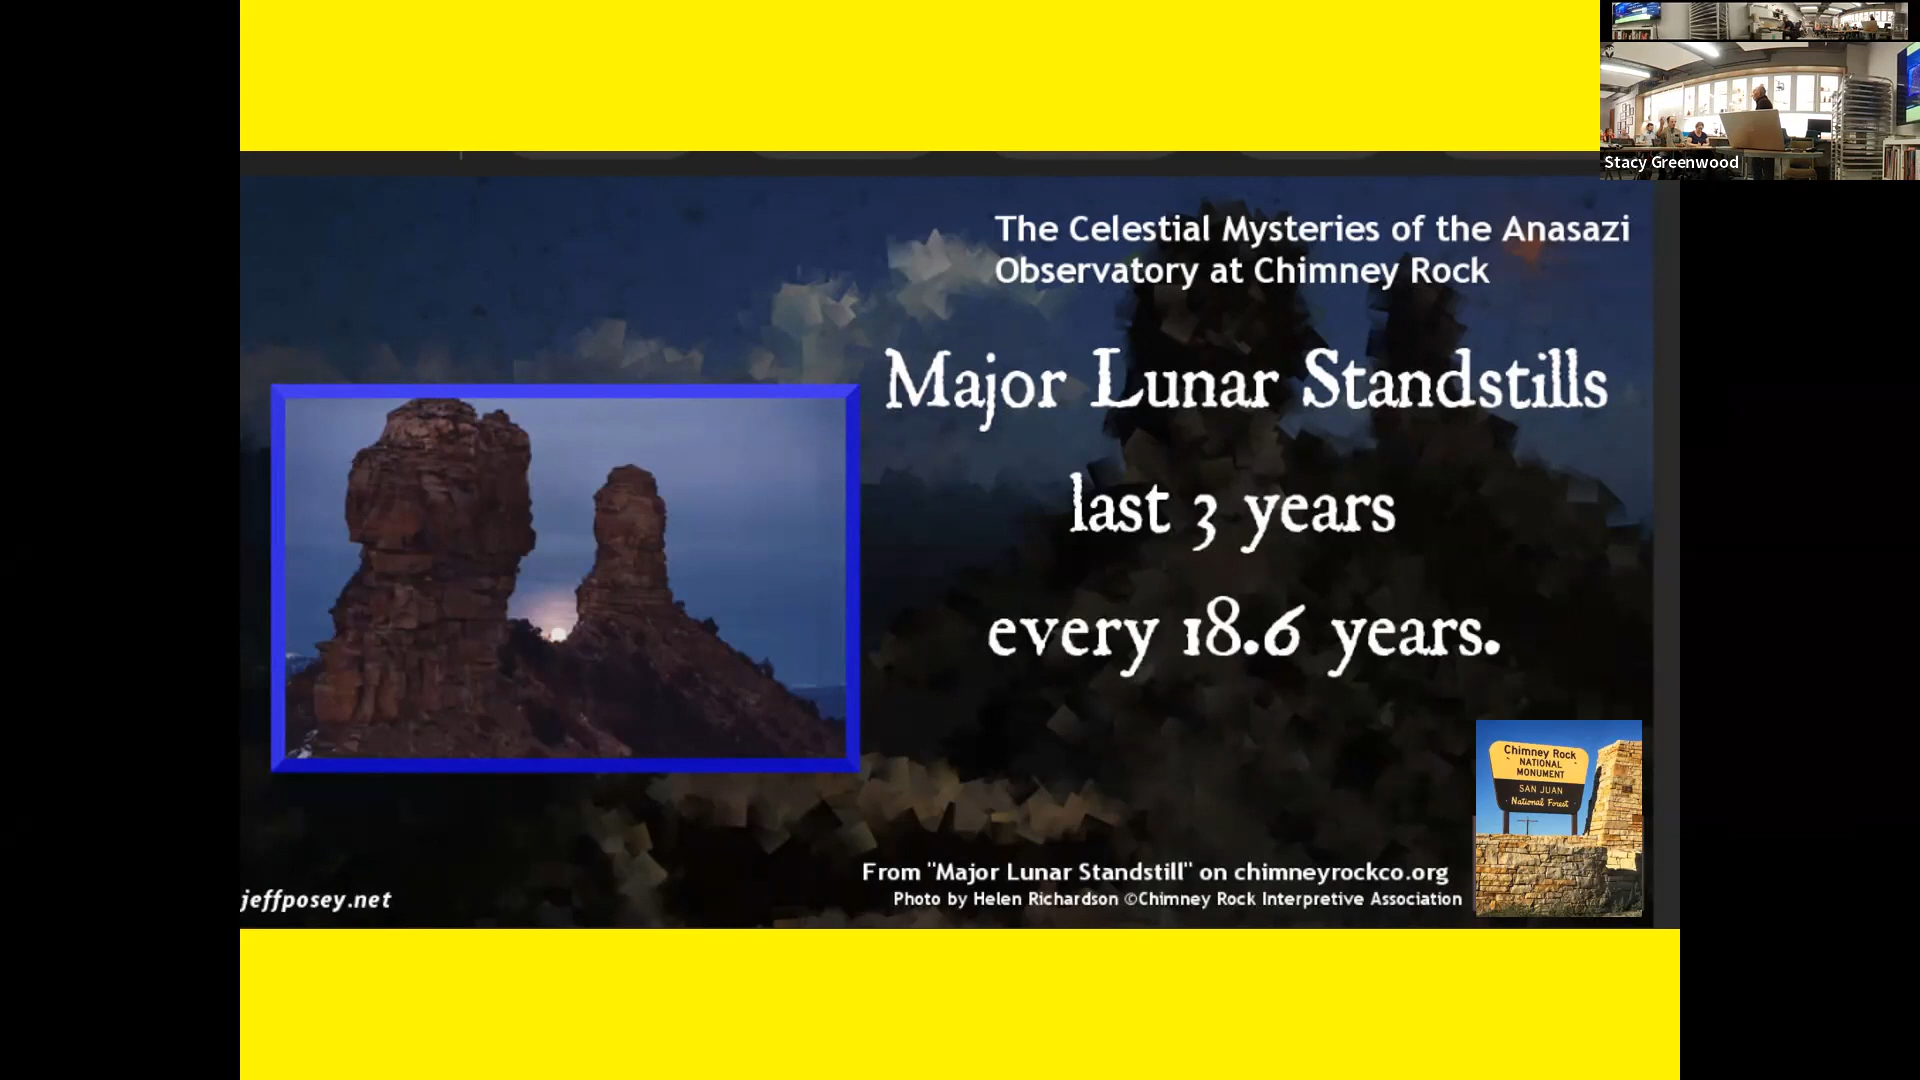 Stacy Greenwood
The Celestial Mysteries of the Anasazi
Observatory at Chimney Rock
Major Lunar Standstills
last 3 years
every 18.6 years.
Chimney Rock
NATIONAL
MONUMENT
SAN JUAN
National Forest
From "Major Lunar Standstill" on chimneyrockco.org
Photo by Helen Richardson ©Chimney Rock Interpretive Association
jeffposey.net